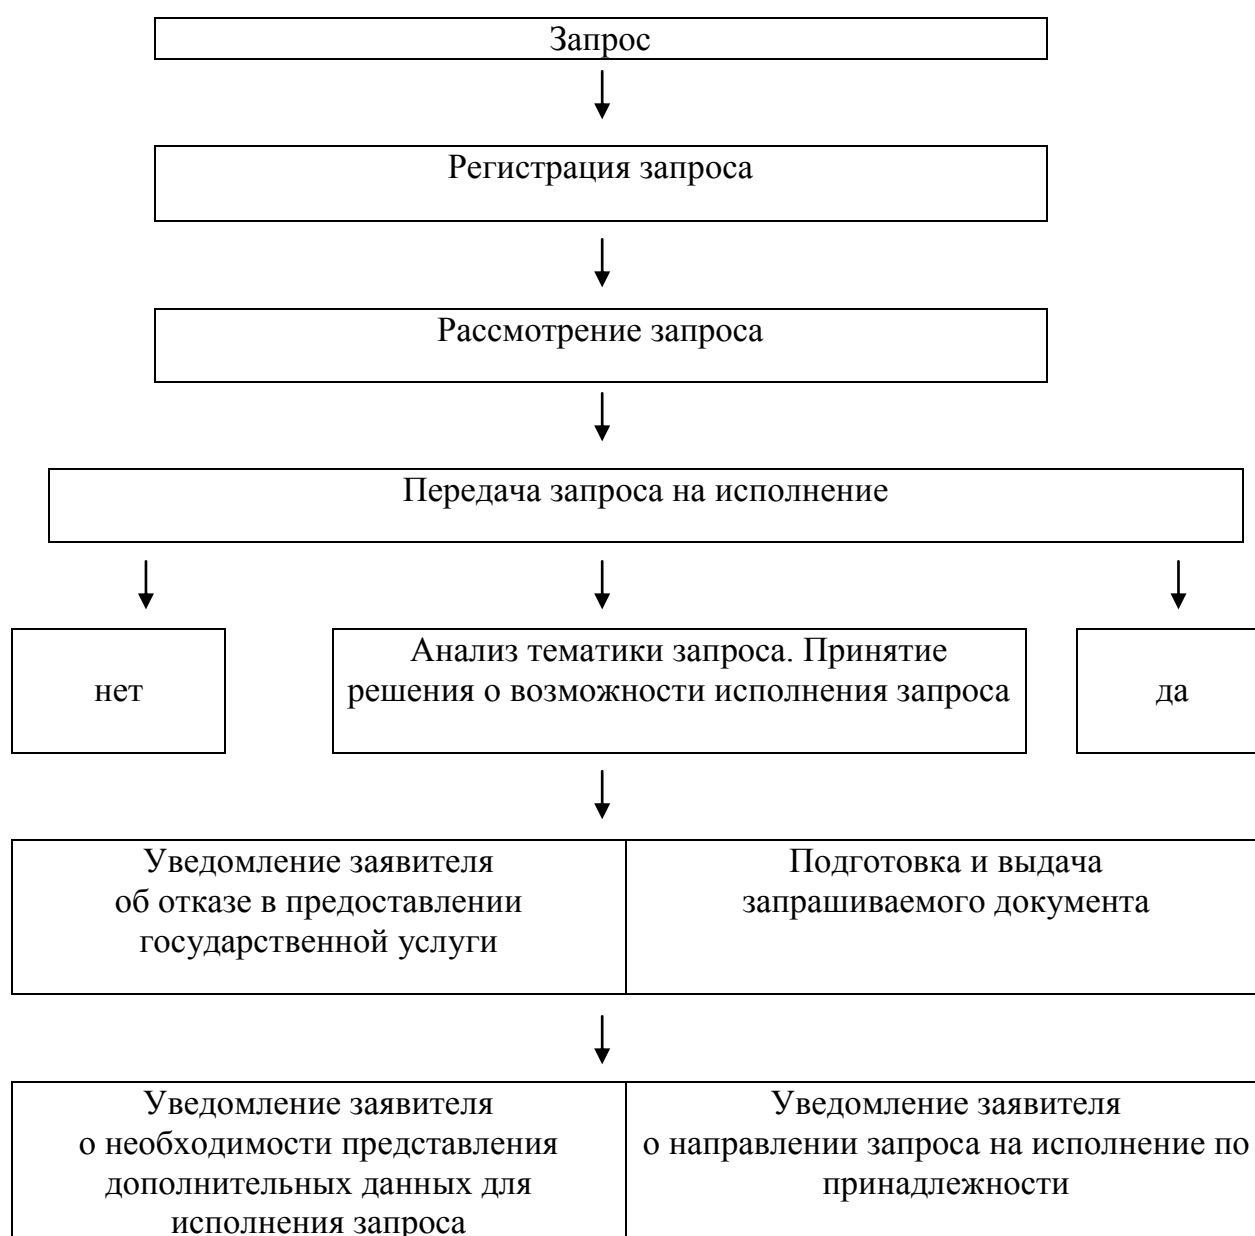 Запрос
Регистрация запроса
Рассмотрение запроса
Передача запроса на исполнение
нет
Анализ тематики запроса. Принятие
решения о возможности исполнения запроса
да
Уведомление заявителя
об отказе в предоставлении
государственной услуги
Подготовка и выдача
запрашиваемого документа
Уведомление заявителя
о необходимости представления
дополнительных данных для
исполнения запроса
Уведомление заявителя
о направлении запроса на исполнение по
принадлежности